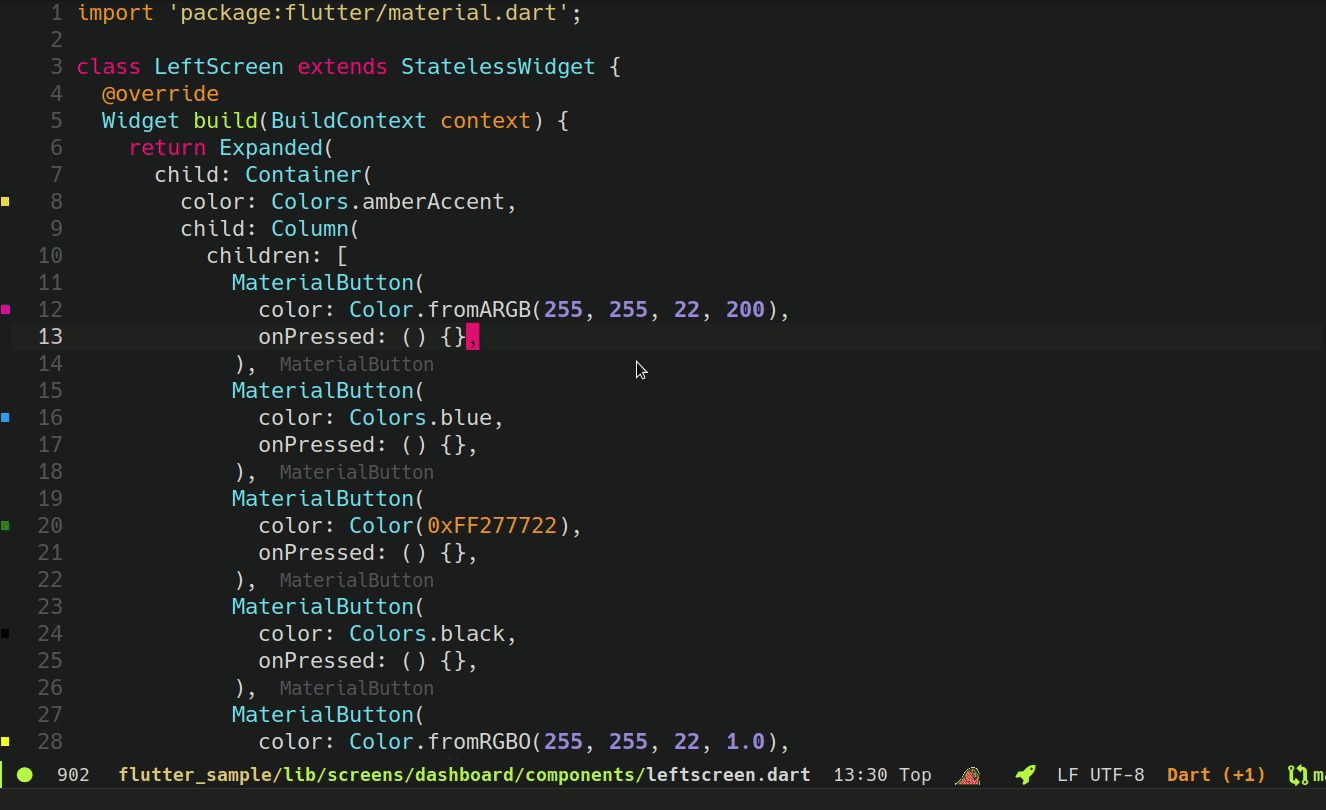 1 import 'package:flutter/material.dart';
2
3 class LeftScreen extends StatelessWidget {
4   @override
5   Widget build(BuildContext context) {
6     return Expanded(
7       child: Container(
8         color: Colors.amberAccent,
9         child: Column(
10           children: [
11             MaterialButton(
12               color: Color.fromARGB(255, 255, 22, 200),
13               onPressed: () {},
14             ),  MaterialButton
15             MaterialButton(
16               color: Colors.blue,
17               onPressed: () {},
18             ),  MaterialButton
19             MaterialButton(
20               color: Color(0xFF277722),
21               onPressed: () {},
22             ),  MaterialButton
23             MaterialButton(
24               color: Colors.black,
25               onPressed: () {},
26             ),  MaterialButton
27             MaterialButton(
28               color: Color.fromRGBO(255, 255, 22, 1.0),
902 flutter_sample/lib/screens/dashboard/components/leftscreen.dart 13:30 Top LF UTF-8 Dart (+1)